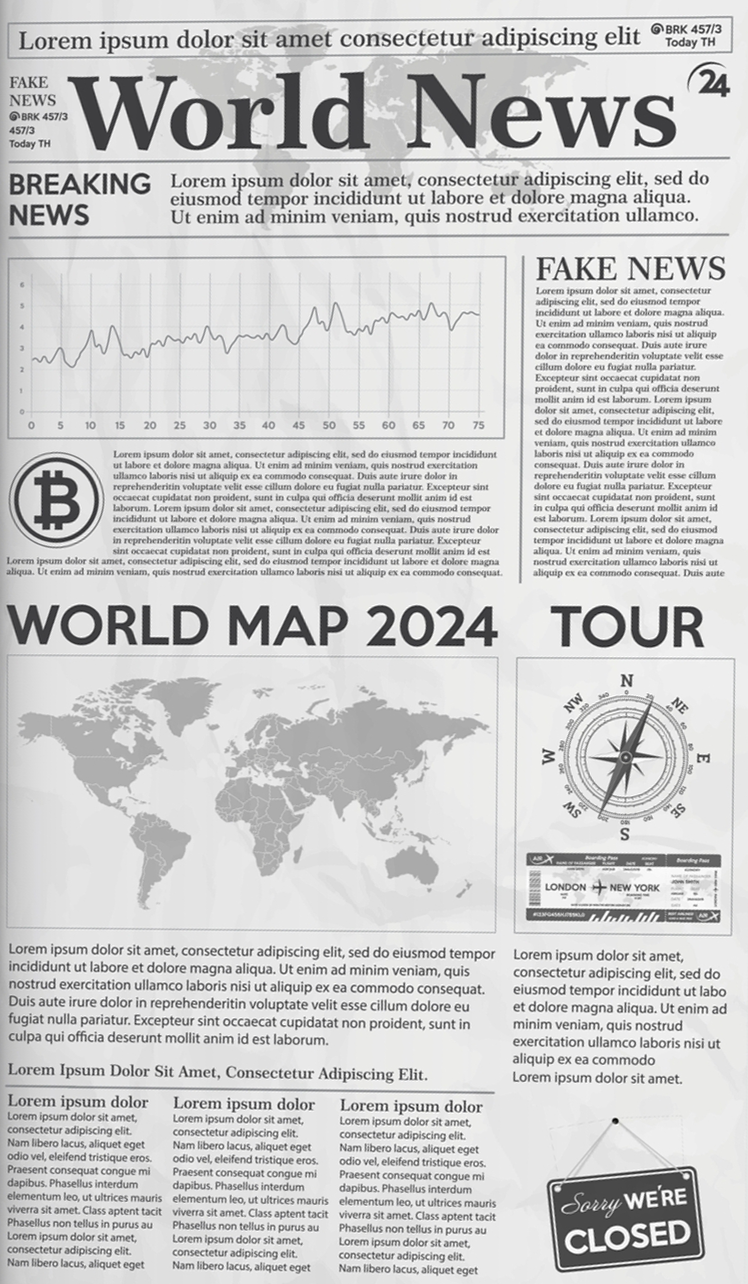 Lorem ipsum dolor sit amet consectetur adipiscing elit
BRK 457/3
Today TH
FAKE
NEWS
BRK 457/3
457/3
Today TH
World News
24
BREAKING
NEWS
Lorem ipsum dolor sit amet, consectetur adipiscing elit, sed do
eiusmod tempor incididunt ut labore et dolore magna aliqua.
Ut enim ad minim veniam, quis nostrud exercitation ullamco.
6
5
4
3
2
1
0
0 5 10 15 20 25 30 35 40 45 50 55 60 65 70 75
Lorem ipsum dolor sit amet, consectetur adipiscing elit, sed do eiusmod tempor incididunt
ut labore et dolore magna aliqua. Ut enim ad minim veniam, quis nostrud exercitation
ullamco laboris nisi ut aliquip ex ea commodo consequat. Duis aute irure dolor in
reprehenderitin voluptate velit esse cillum dolore eu fugiat nulla pariatur. Excepteur sint
occaecat cupidatat non proident, sunt in culpa qui officia deserunt mollit anim id est
laborum. Lorem ipsum dolor sit amet, consectetur adipiscing elit, sed do eiusmod tempor
incididunt ut labore et dolore magna aliqua. Ut enim ad minim veniam, quis nostrud
exercitation ullamco laboris nisi ut aliquip ex ea commodo consequat. Duis aute irure dolor
in reprehenderitin voluptate velit esse cillum dolore eu fugiat nulla pariatur. Excepteur
sint occaecat cupidatat non proident, sunt in culpa qui officia deserunt mollit anim id est
Lorem ipsum dolor sit amet, consectetur adipiscing elit, sed do eiusmod tempor incididunt ut labore et dolore magna
aliqua. Ut enim ad minim veniam, quis nostrud exercitation ullamco laboris nisi ut aliquip ex ea commodo consequat.
FAKE NEWS
Lorem ipsum dolor sit amet, consectetur
adipiscing elit, sed do eiusmod tempor
incididunt ut labore et dolore magna aliqua.
Ut enim ad minim veniam, quis nostrud
exercitation ullamco laboris nisi ut aliquip
ea commodo consequat. Duis aute irure
dolor in reprehenderitin voluptate velit esse
cillum dolore eu fugiat nulla pariatur.
Excepteur sint occaecat cupidatat non
proident, sunt in culpa qui officia deserunt
mollit anim id est laborum. Lorem ipsum
dolor sit amet, consectetur adipiscing elit,
sed do eiusmod tempor incididunt ut labore
et dolore magna aliqua. Ut enim ad minim
veniam, quis nostrud exercitation ullamco
laboris nisi ut aliquip ex ea commodo
consequat. Duis aute irure dolor in
reprehenderitin voluptate velit esse cillum
dolore eu fugiat nulla pariatur. Excepteur
sint occaecat cupidatat non proident, sunt
in culpa qui officia deserunt mollit anim id
est laborum. Lorem ipsum dolor sit amet,
consectetur adipiscing elit, sed do eiusmod
tempor incididunt ut labore et dolore magna
aliqua. Ut enim ad minim veniam, quis
nostrud exercitation ullamco laboris nisi ut
aliquip ex ea commodo consequat. Duis aute
WORLD MAP 2024
TOUR
N
NE
E
SE
S
SW
W
NW
AIR
Boarding Pass
Boarding Pass
LONDON NEW YORK
JOHN SMITH
AIR
Lorem ipsum dolor sit amet, consectetur adipiscing elit, sed do eiusmod tempor
incididunt ut labore et dolore magna aliqua. Ut enim ad minim veniam, quis
nostrud exercitation ullamco laboris nisi ut aliquip ex ea commodo consequat.
Duis aute irure dolor in reprehenderitin voluptate velit esse cillum dolore eu
fugiat nulla pariatur. Excepteur sint occaecat cupidatat non proident, sunt in
culpa qui officia deserunt mollit anim id est laborum.
Lorem ipsum dolor sit amet,
consectetur adipiscing elit, sed do
eiusmod tempor incididunt ut labo
et dolore magna aliqua. Ut enim ad
minim veniam, quis nostrud
exercitation ullamco laboris nisi ut
aliquip ex ea commodo
Lorem ipsum dolor sit amet.
Lorem Ipsum Dolor Sit Amet, Consectetur Adipiscing Elit.
Lorem ipsum dolor
Lorem ipsum dolor sit amet,
consectetur adipiscing elit.
Nam libero lacus, aliquet eget
odio vel, eleifend tristique eros.
Praesent consequat congue mi
dapibus. Phasellus interdum
elementum leo, ut ultrices mauris
viverra sit amet. Class aptent tacit
Phasellus non tellus in purus au
Lorem ipsum dolor sit amet,
consectetur adipiscing elit.
Nam libero lacus, aliquet eget
Lorem ipsum dolor
Lorem ipsum dolor sit amet,
consectetur adipiscing elit.
Nam libero lacus, aliquet eget
odio vel, eleifend tristique eros.
Praesent consequat congue mi
dapibus. Phasellus interdum
elementum leo, ut ultrices mauris
viverra sit amet. Class aptent tacit
Phasellus non tellus in purus au
Lorem ipsum dolor sit amet,
consectetur adipiscing elit.
Nam libero lacus, aliquet eget
Lorem ipsum dolor
Lorem ipsum dolor sit amet,
consectetur adipiscing elit.
Nam libero lacus, aliquet eget
odio vel, eleifend tristique eros.
Praesent consequat congue mi
dapibus. Phasellus interdum
elementum leo, ut ultrices mauris
viverra sit amet. Class aptent tacit
Phasellus non tellus in purus au
Lorem ipsum dolor sit amet,
consectetur adipiscing elit.
Nam libero lacus, aliquet eget
Sorry WE'RE
CLOSED